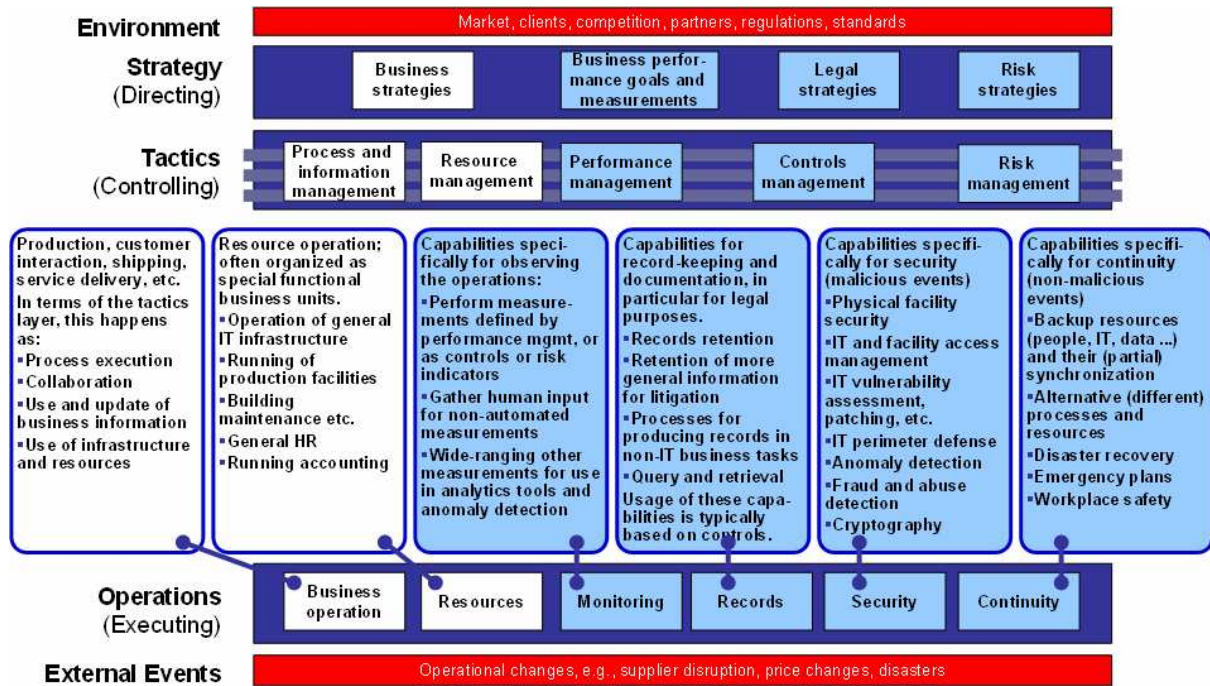 Environment
Market, clients, competition, partners, regulations, standards
Strategy
(Directing)
Business
strategies
Business perfor-
mance goals and
measurements
Legal
strategies
Risk
strategies
Tactics
(Controlling)
Process and
information
management
Resource
management
Performance
management
Controls
management
Risk
management
Production, customer
interaction, shipping,
service delivery, etc.
In terms of the tactics
layer, this happens
as:
▪Process execution
▪Collaboration
▪Use and update of
business information
▪Use of infrastructure
and resources
Resource operation;
often organized as
special functional
business units.
▪Operation of general
IT infrastructure
▪Running of
production facilities
▪Building
maintenance etc.
▪General HR
▪Running accounting
Capabilities speci-
fically for observing
the operations:
▪Perform measure-
ments defined by
performance mgmt, or
as controls or risk
indicators
▪Gather human input
for non-automated
measurements
▪Wide-ranging other
measurements for use
in analytics tools and
anomaly detection
Capabilities for
record-keeping and
documentation, in
particular for legal
purposes.
▪Records retention
▪Retention of more
general information
for litigation
▪Processes for
producing records in
non-IT business tasks
▪Query and retrieval
Usage of these capa-
bilities is typically
based on controls.
Capabilities specifi-
cally for security
(malicious events)
▪Physical facility
security
▪IT and facility access
management
▪IT vulnerability
assessment,
patching, etc.
▪IT perimeter defense
▪Anomaly detection
▪Fraud and abuse
detection
▪Cryptography
Capabilities specifi-
cally for continuity
(non-malicious
events)
▪Backup resources
(people, IT, data ...)
and their (partial)
synchronization
▪Alternative (different)
processes and
resources
▪Disaster recovery
▪Emergency plans
▪Workplace safety
Operations
(Executing)
Business
operation
Resources
Monitoring
Records
Security
Continuity
External Events
Operational changes, e.g., supplier disruption, price changes, disasters